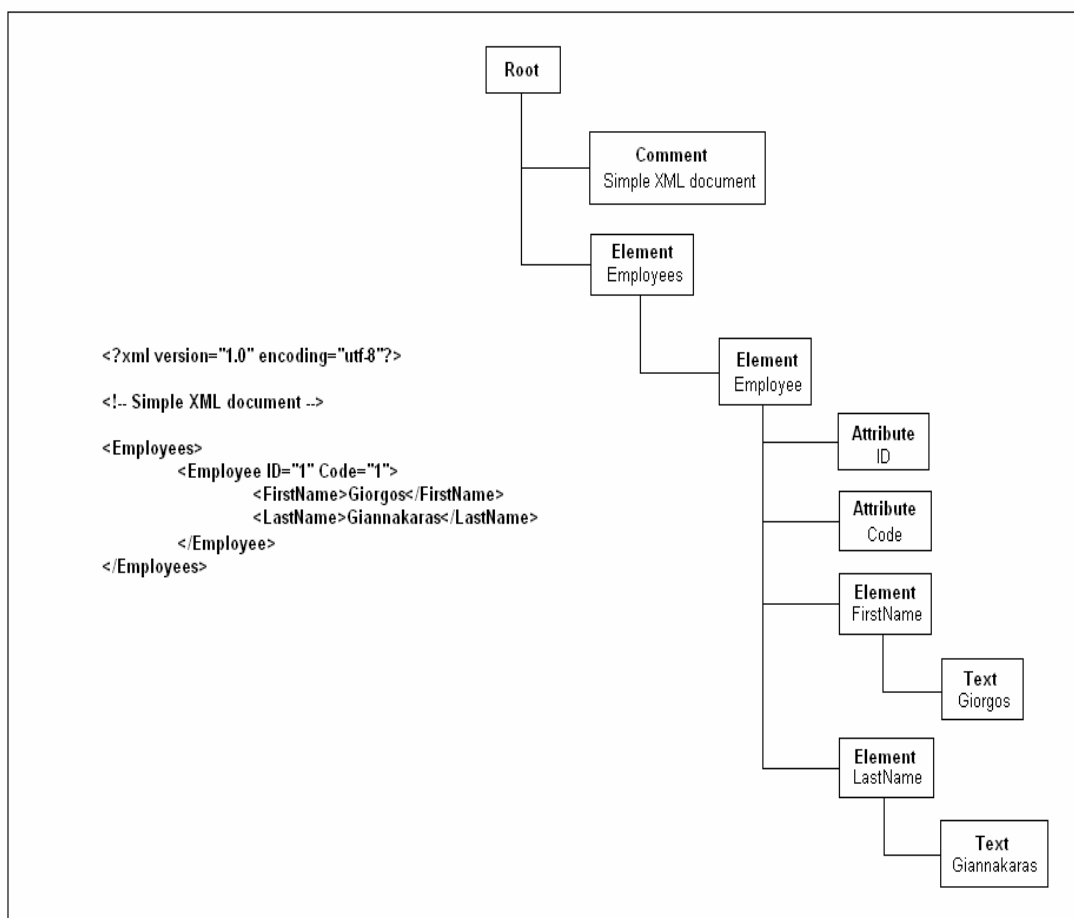 Root
Comment
Simple XML document
Element
Employees
Element
Employee
Attribute
ID
Attribute
Code
Element
FirstName
Text
Giorgos
Element
LastName
Text
Giannakaras
<?xml version="1.0" encoding="utf-8"?>
<!-- Simple XML document -->
<Employees>
<Employee ID="1" Code="1">
<FirstName>Giorgos</FirstName>
<LastName>Giannakaras</LastName>
</Employee>
</Employees>